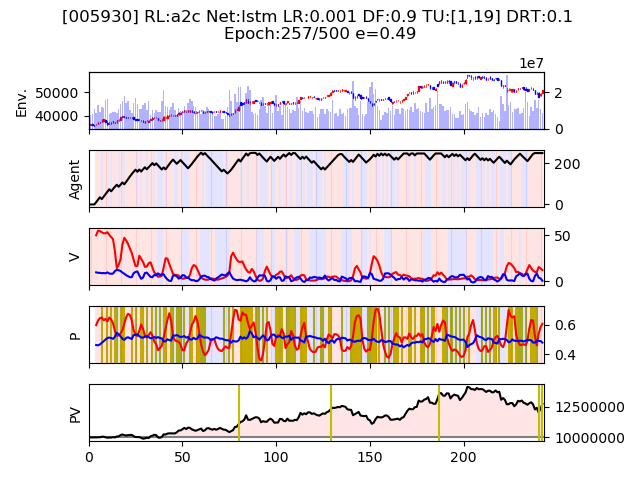 [005930] RL:a2c Net:lstm LR:0.001 DF:0.9 TU:[1,19] DRT:0.1
Epoch:257/500 e=0.49
1e7
Env.
50000
40000
2
0
Agent
200
0
V
50
0
P
0.6
0.4
PV
12500000
10000000
0 50 100 150 200